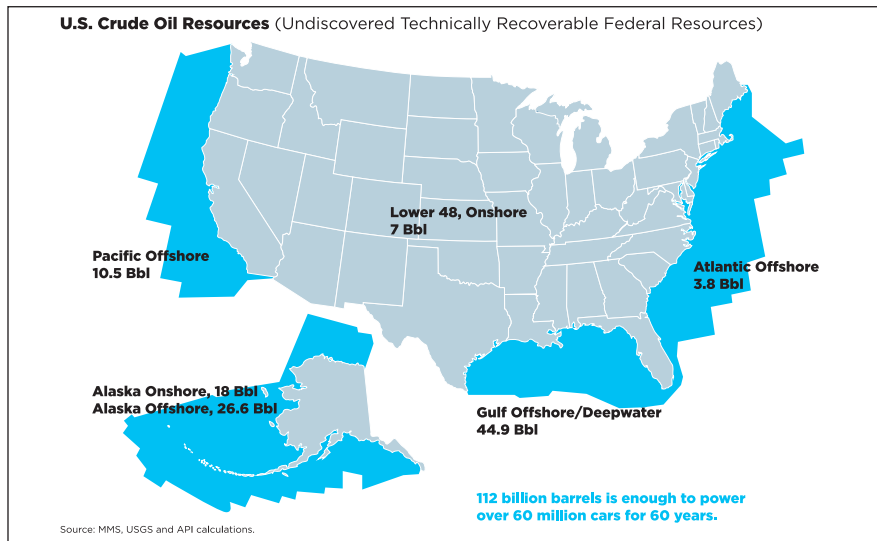 U.S. Crude Oil Resources (Undiscovered Technically Recoverable Federal Resources)
Lower 48, Onshore
7 Bbl
Pacific Offshore
10.5 Bbl
Atlantic Offshore
3.8 Bbl
Alaska Onshore, 18 Bbl
Alaska Offshore, 26.6 Bbl
Gulf Offshore/Deepwater
44.9 Bbl
112 billion barrels is enough to power
over 60 million cars for 60 years.
Source: MMS, USGS and API calculations.